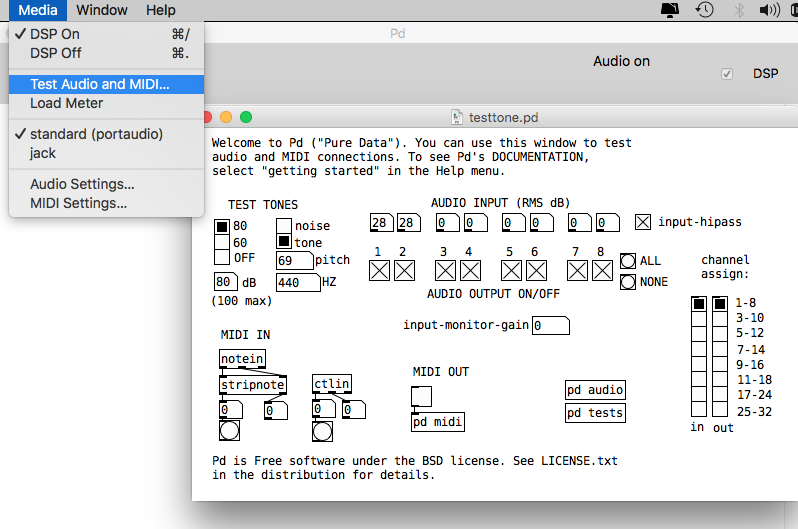 Media Window Help
DSP On ⌘/
DSP Off ⌘.
Test Audio and MIDI...
Load Meter
standard (portaudio)
jack
Audio Settings...
MIDI Settings...
Pd
Audio on
DSP
testtone.pd
Welcome to Pd ("Pure Data"). You can use this window to test
audio and MIDI connections. To see Pd's DOCUMENTATION,
select "getting started" in the Help menu.
TEST TONES
80
60
OFF
80 dB
(100 max)
noise
tone
69 pitch
440 HZ
AUDIO INPUT (RMS dB)
28 28 0 0 0 0 0 0 input-hipass
1 2 3 4 5 6 7 8
ALL
NONE
AUDIO OUTPUT ON/OFF
input-monitor-gain 0
channel
assign:
1-8
3-10
5-12
7-14
9-16
11-18
17-24
25-32
in out
MIDI IN
notein
stripnote
0 0
ctlin
0 0
MIDI OUT
pd midi
pd audio
pd tests
Pd is Free software under the BSD license. See LICENSE.txt
in the distribution for details.